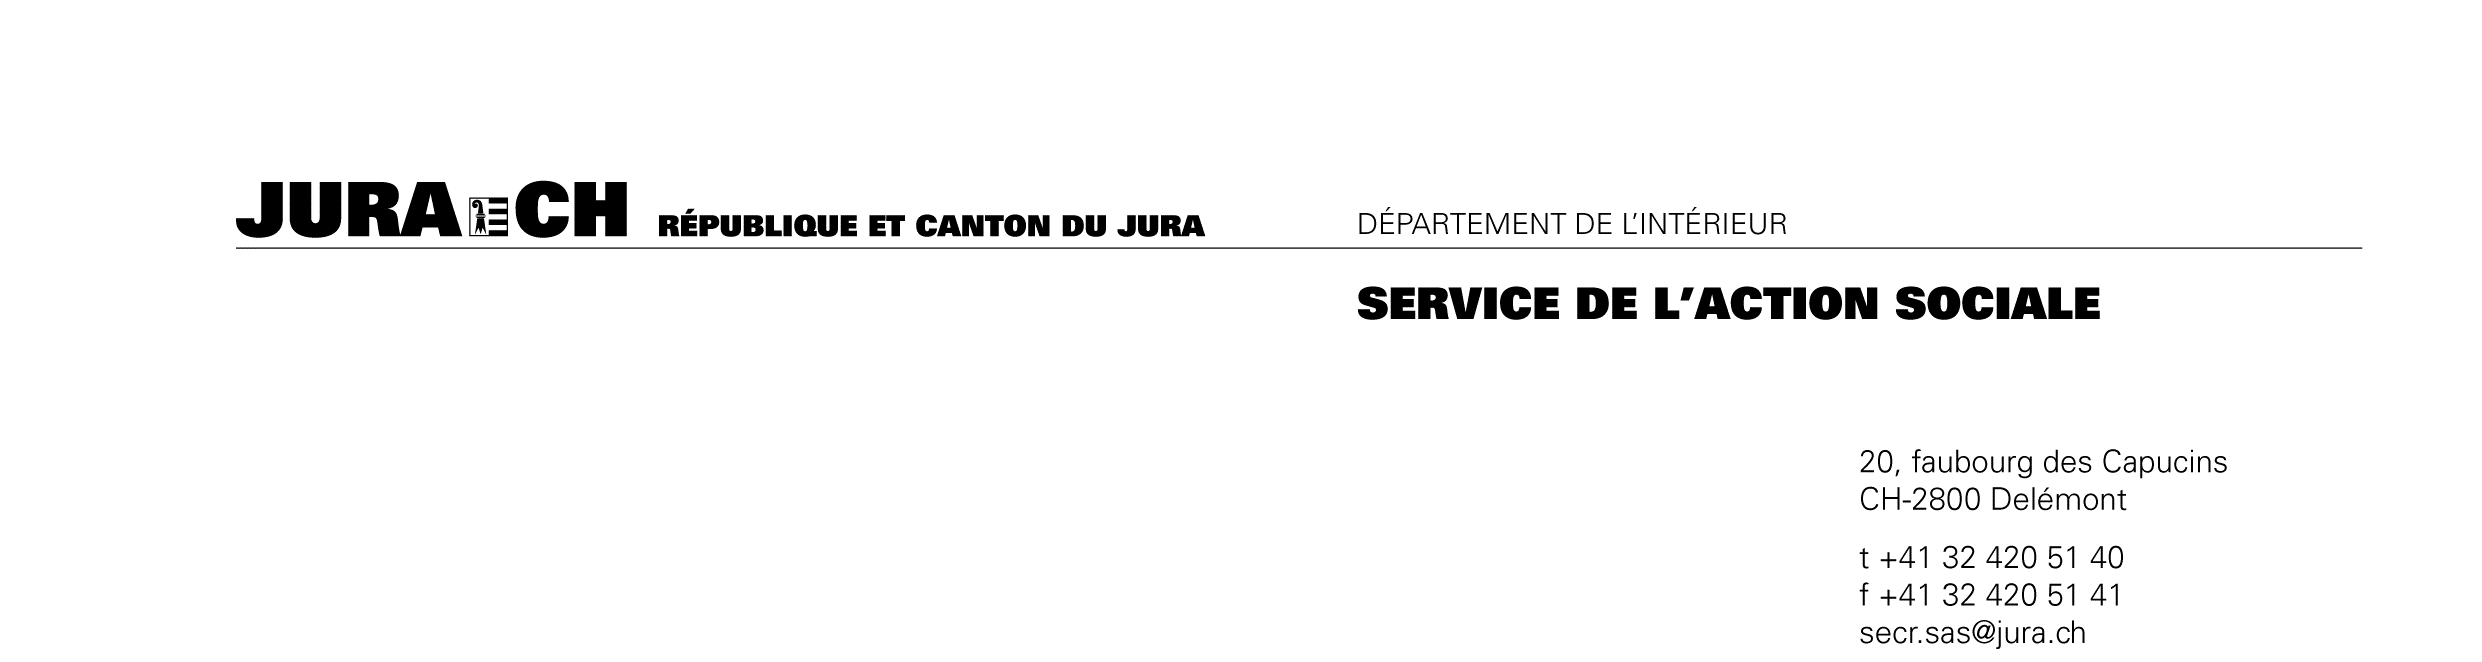 JURA CH RÉPUBLIQUE ET CANTON DU JURA DÉPARTEMENT DE L’INTÉRIEUR
SERVICE DE L’ACTION SOCIALE
20, faubourg des Capucins
CH-2800 Delémont
t +41 32 420 51 40
f +41 32 420 51 41
secr.sas@jura.ch